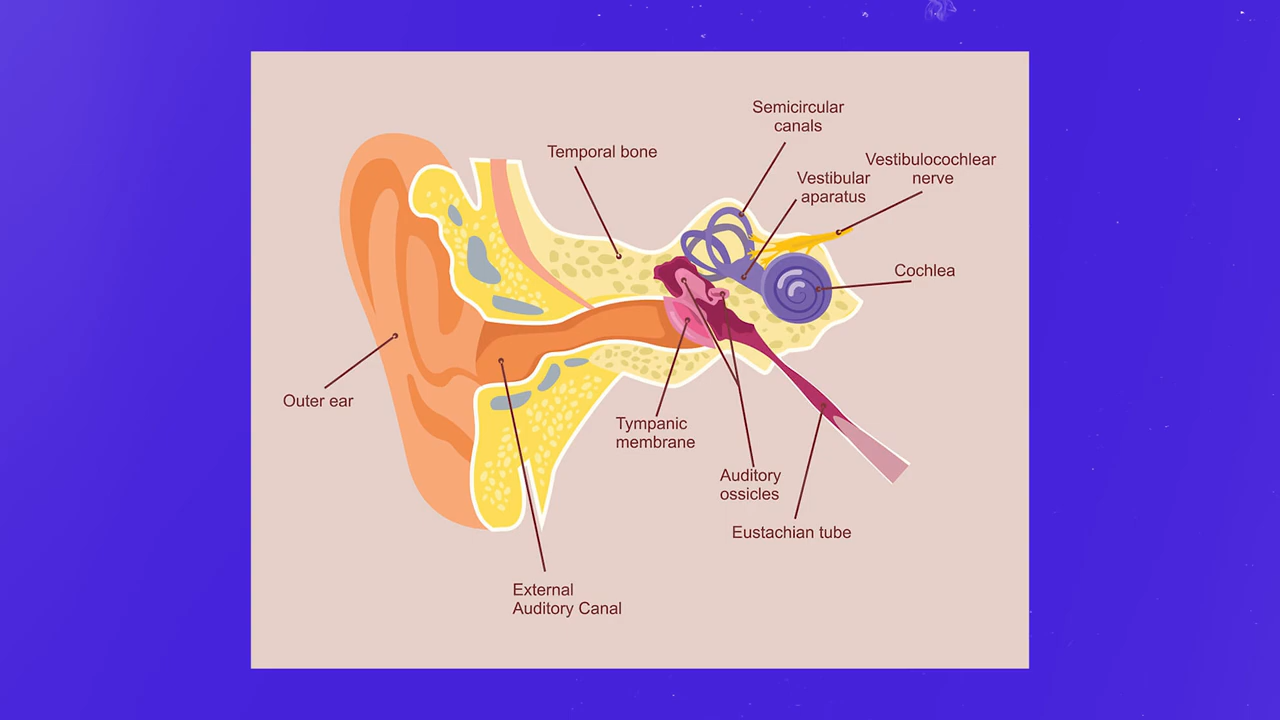 Semicircular
canals
Temporal bone
Vestibulocochlear
nerve
Vestibular
aparatus
Cochlea
Outer ear
Tympanic
membrane
Auditory
ossicles
Eustachian tube
External
Auditory Canal